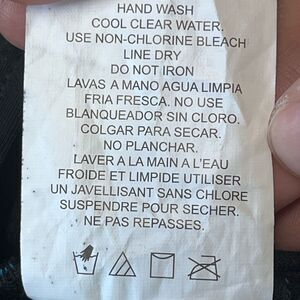 HAND WASH
COOL CLEAR WATER.
USE NON-CHLORINE BLEACH
LINE DRY
DO NOT IRON
LAVAS A MANO AGUA LIMPIA
FRIA FRESCA. NO USE
BLANQUEADOR SIN CLORO.
COLGAR PARA SECAR.
NO PLANCHAR.
LAVER A LA MAIN A L'EAU
FROIDE ET LIMPIDE UTILISER
UN JAVELLISANT SANS CHLORE
SUSPENDRE POUR SECHER.
NE PAS REPASSES.